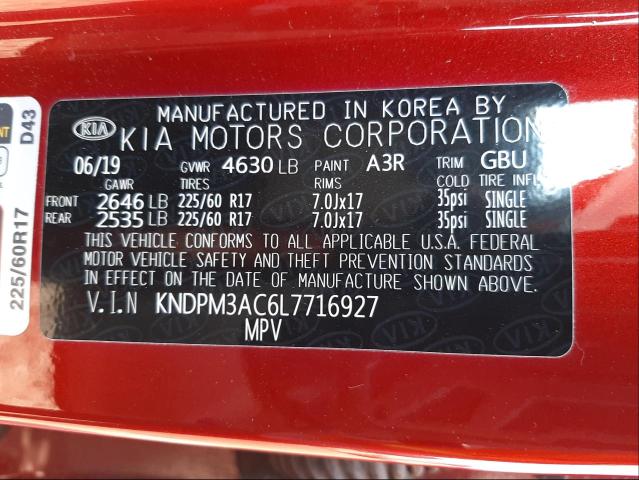 MANUFACTURED IN KOREA BY
KIA KIA MOTORS CORPORATION
06/19 GVWR 4630 LB PAINT A3R TRIM GBU
GAWR TIRES RIMS COLD TIRE INFL
FRONT 2646 LB 225/60 R17 7.0Jx17 35psi SINGLE
REAR 2535 LB 225/60 R17 7.0Jx17 35psi SINGLE
THIS VEHICLE CONFORMS TO ALL APPLICABLE U.S.A. FEDERAL
MOTOR VEHICLE SAFETY AND THEFT PREVENTION STANDARDS
IN EFFECT ON THE DATE OF MANUFACTURE SHOWN ABOVE.
V.I.N KNDPM3AC6L7716927
MPV
D43
225/60R17